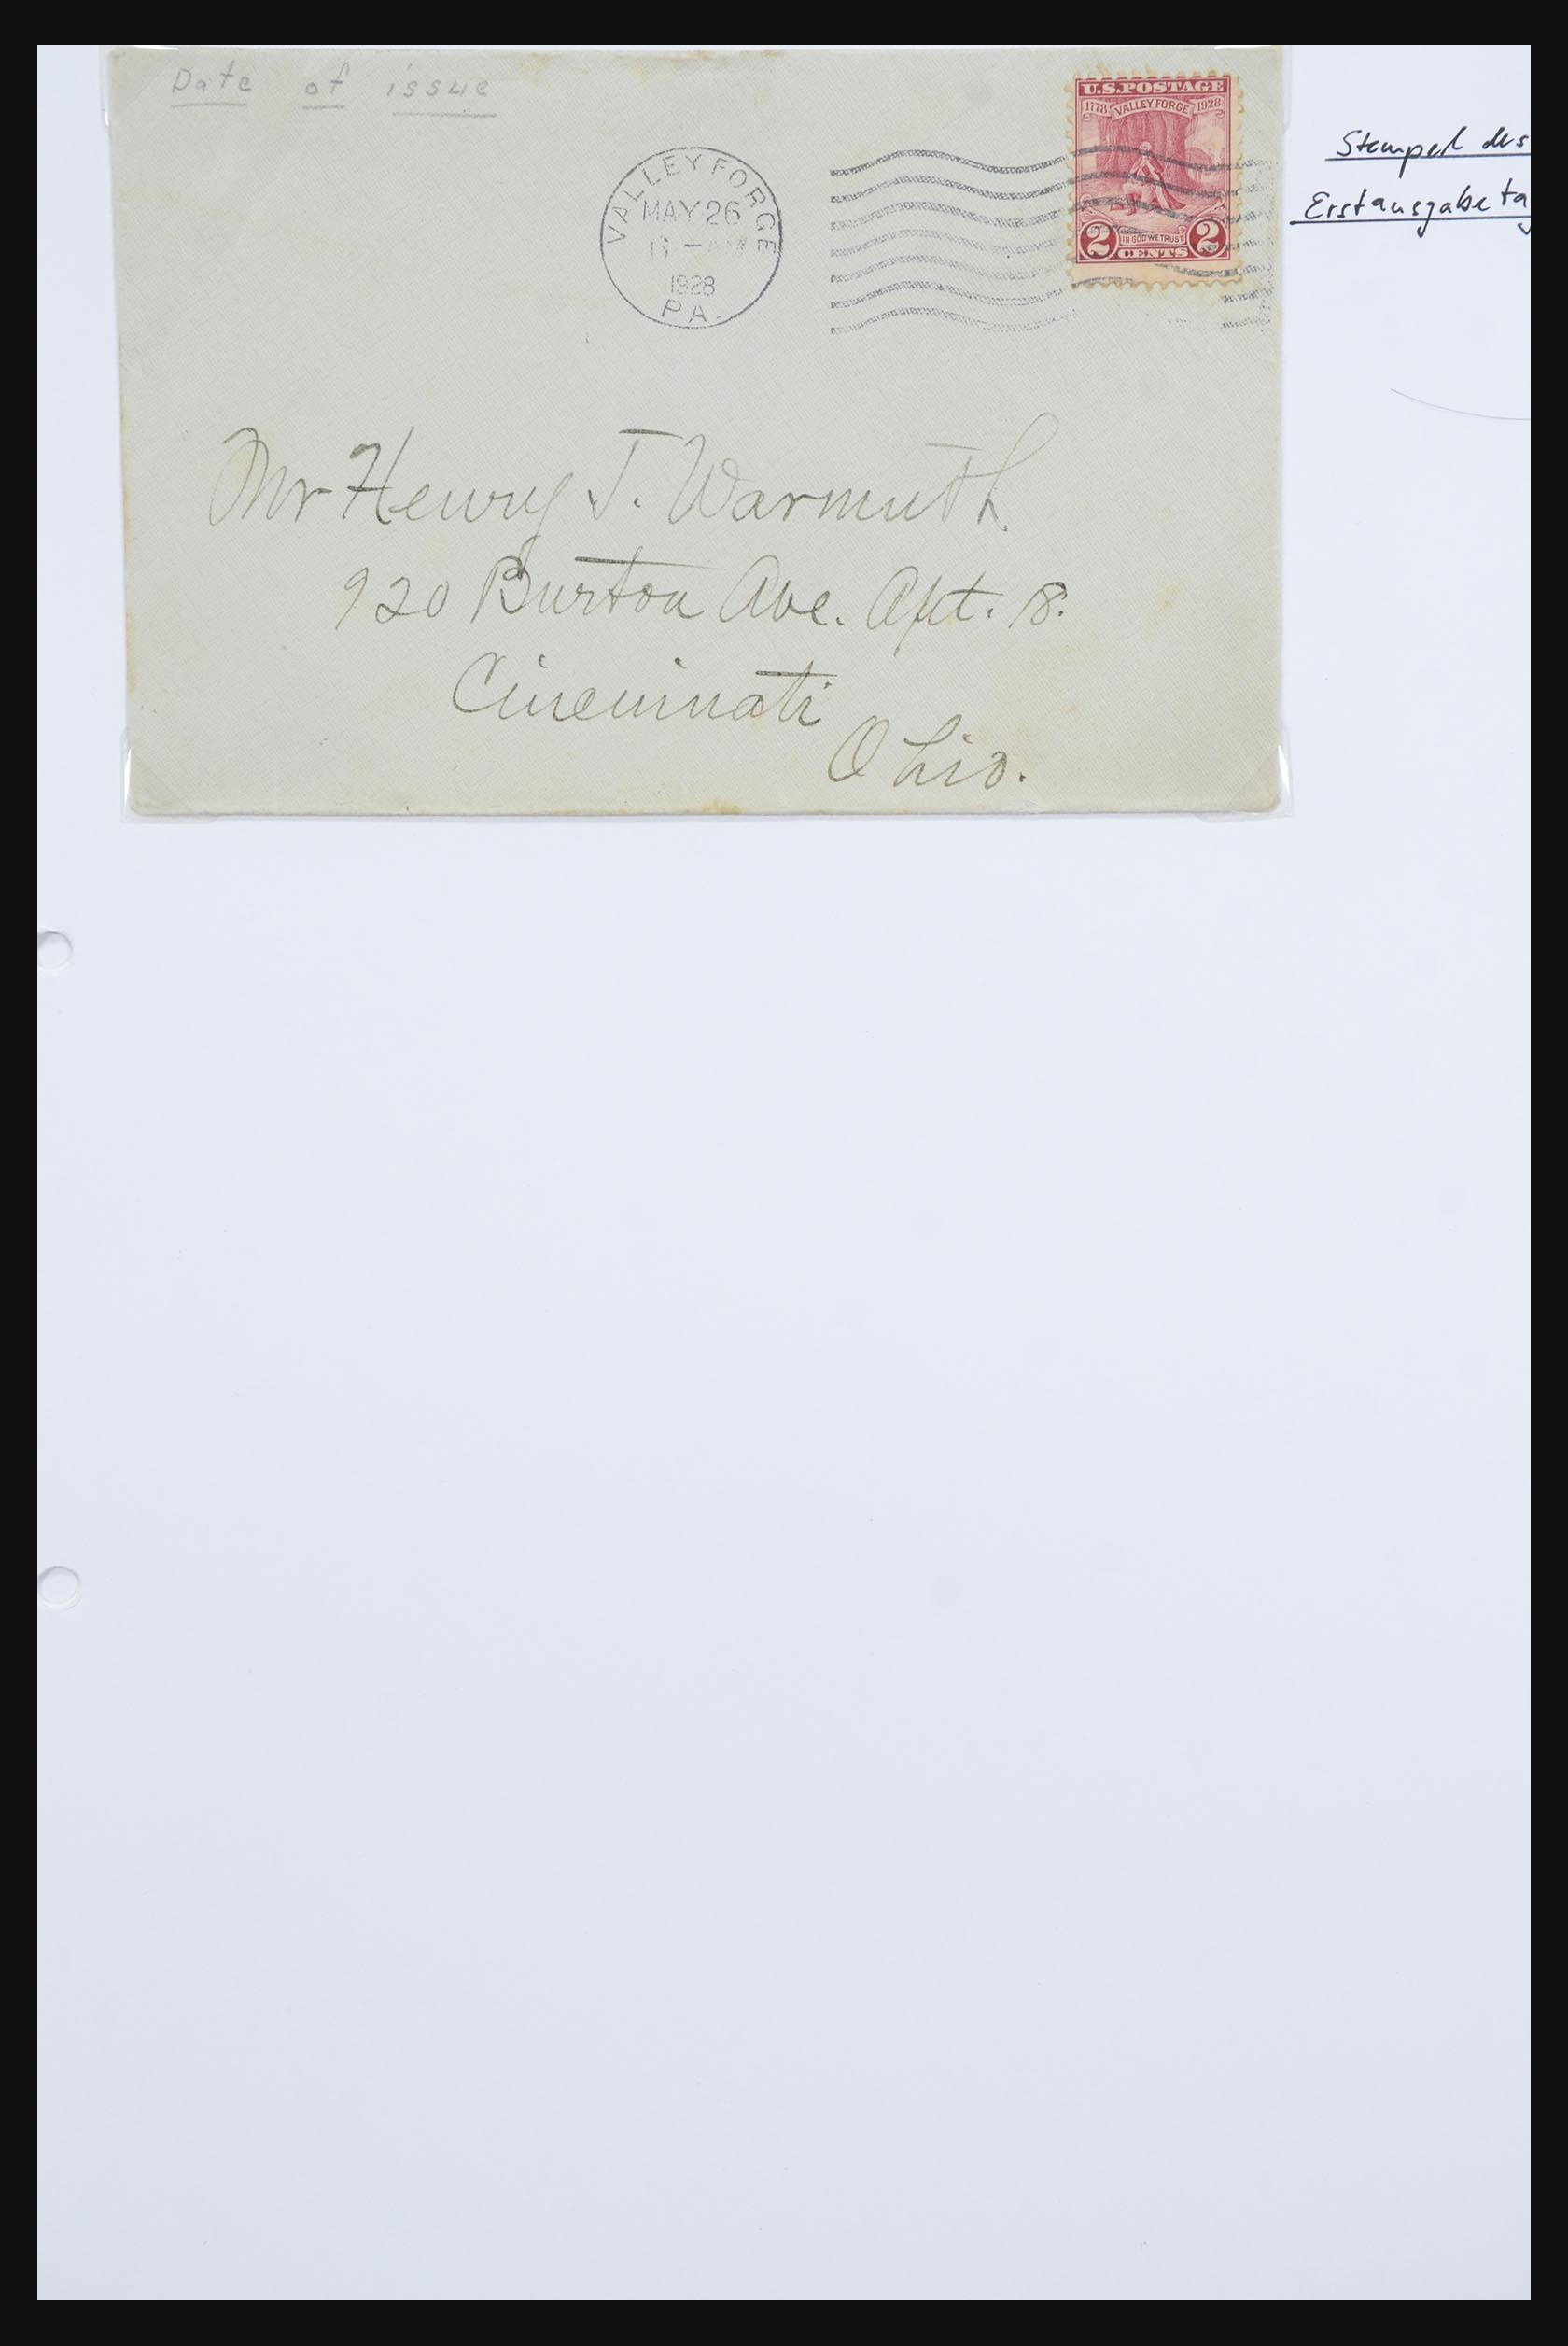 Date of issue
VALLEY FORGE
MAY 26
1928
PA.
U.S. POSTAGE
1778 VALLEY FORGE 1928
2 IN GOD WE TRUST 2
CENTS
Stempel des
Erstausgabetag
Mr Henry J. Warmuth.
920 Burton Ave. Apt. 8.
Cincinnati
Ohio.